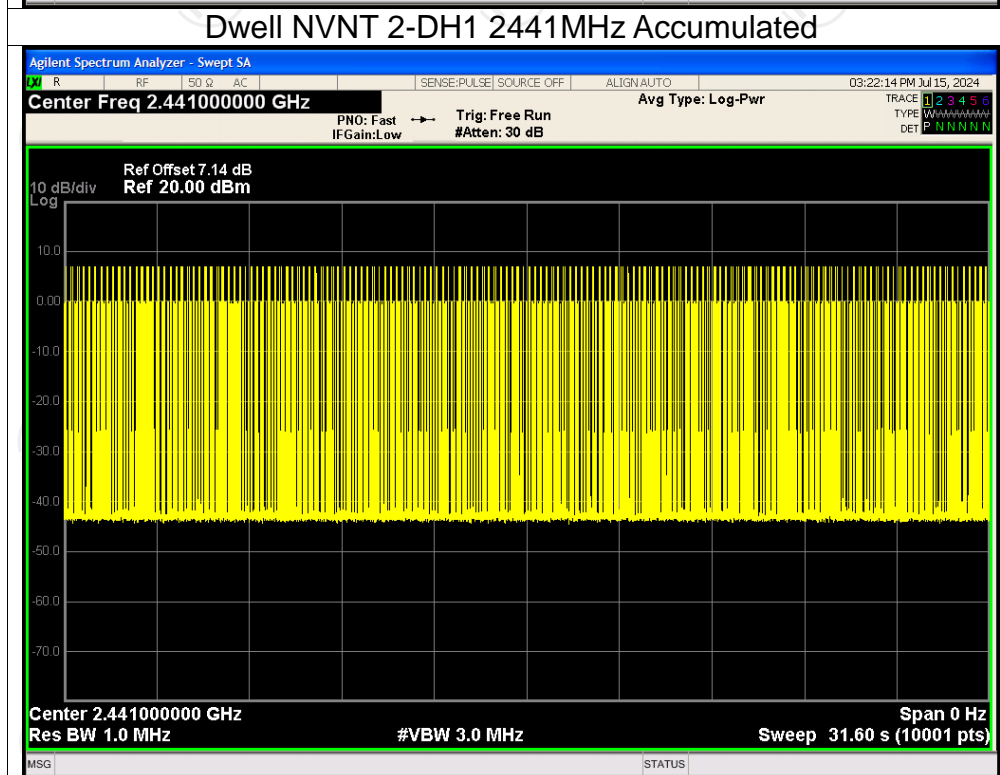 Dwell NVNT 2-DH1 2441MHz Accumulated
Agilent Spectrum Analyzer - Swept SA
LXI R RF 50 Ω AC SENSE:PULSE SOURCE OFF ALIGN AUTO 03:22:14 PM Jul 15, 2024
Center Freq 2.441000000 GHz Avg Type: Log-Pwr TRACE 1 2 3 4 5 6
PNO: Fast Trig: Free Run TYPE WWWWWW
IFGain:Low #Atten: 30 dB DET P N N N N N
Ref Offset 7.14 dB
10 dB/div Ref 20.00 dBm
Log
10.0
0.00
-10.0
-20.0
-30.0
-40.0
-50.0
-60.0
-70.0
Center 2.441000000 GHz Span 0 Hz
Res BW 1.0 MHz #VBW 3.0 MHz Sweep 31.60 s (10001 pts)
MSG STATUS